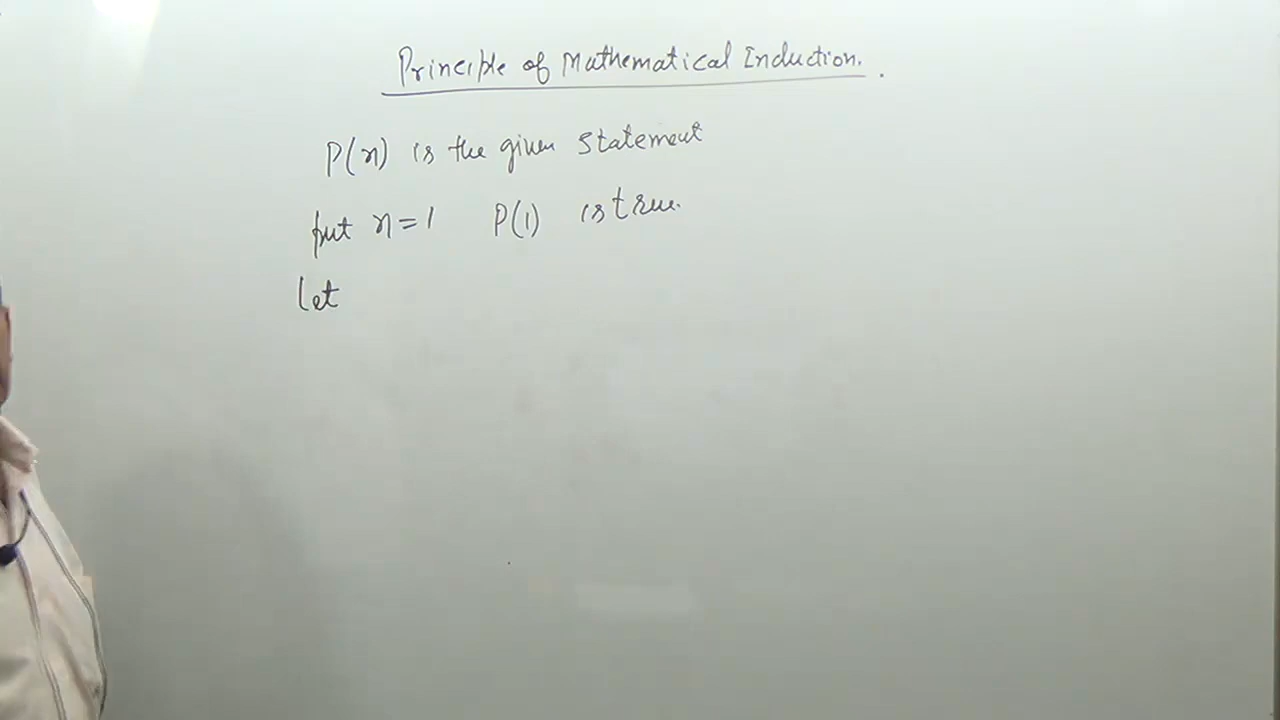 Principle of Mathematical Induction.
P(n) is the given statement
put n=1 P(1) is true.
Let